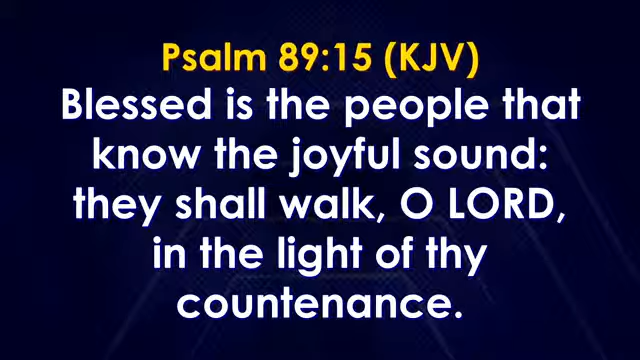 Psalm 89:15 (KJV)
Blessed is the people that
know the joyful sound:
they shall walk, O LORD,
in the light of thy
countenance.